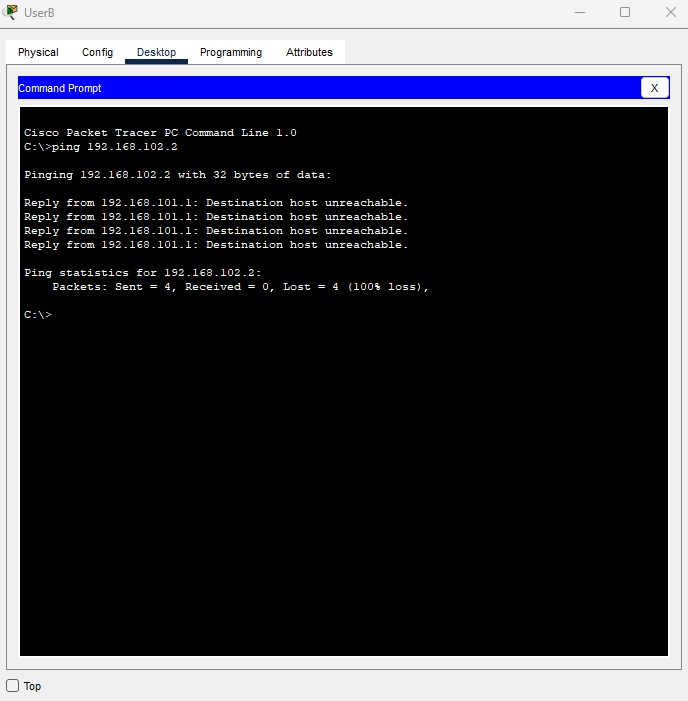 UserB
Physical Config Desktop Programming Attributes
Command Prompt
X
Cisco Packet Tracer PC Command Line 1.0
C:\>ping 192.168.102.2
Pinging 192.168.102.2 with 32 bytes of data:
Reply from 192.168.101.1: Destination host unreachable.
Reply from 192.168.101.1: Destination host unreachable.
Reply from 192.168.101.1: Destination host unreachable.
Reply from 192.168.101.1: Destination host unreachable.
Ping statistics for 192.168.102.2:
    Packets: Sent = 4, Received = 0, Lost = 4 (100% loss),
C:\>
Top